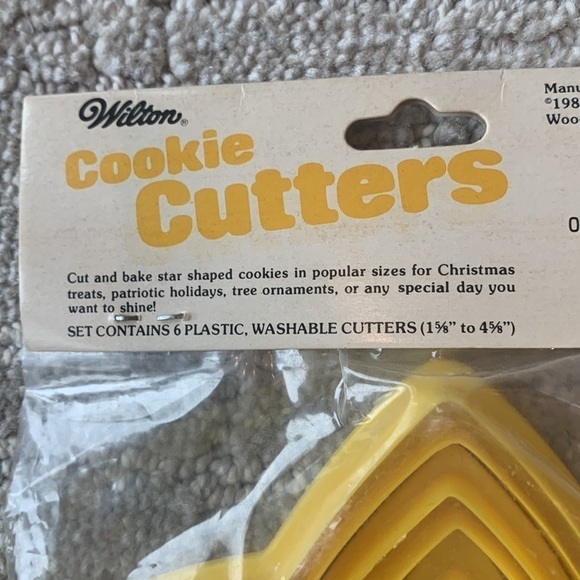 Wilton®
Cookie
Cutters
Cut and bake star shaped cookies in popular sizes for Christmas
treats, patriotic holidays, tree ornaments, or any special day you
want to shine!
SET CONTAINS 6 PLASTIC, WASHABLE CUTTERS (1⅝” to 4⅝”)
©198